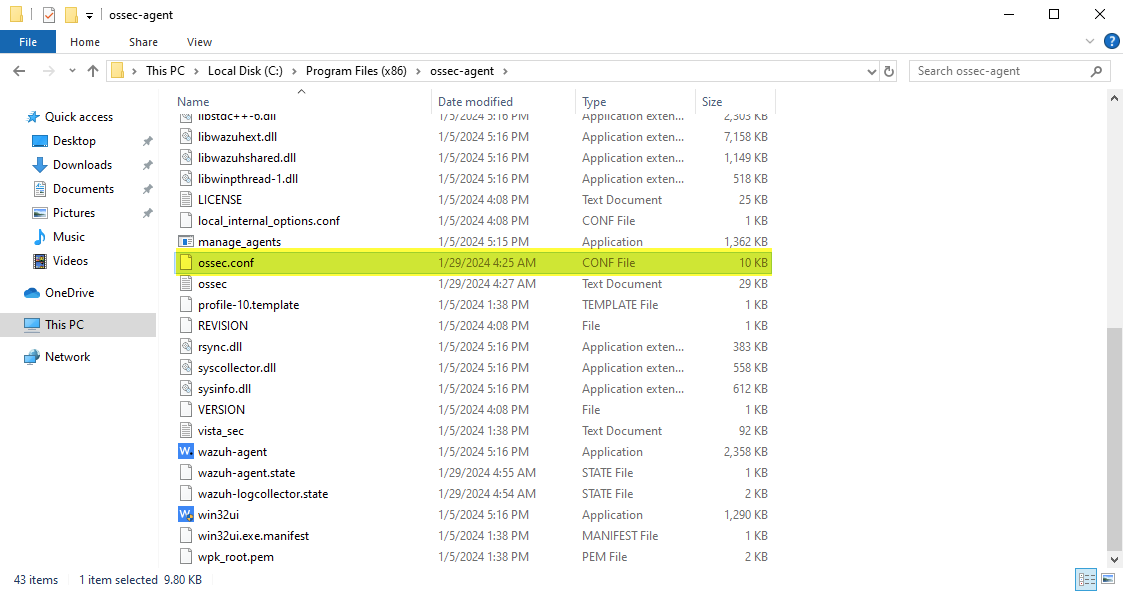 ossec-agent
File Home Share View
This PC Local Disk (C:) Program Files (x86) ossec-agent
Search ossec-agent
Quick access
Desktop
Downloads
Documents
Pictures
Music
Videos
OneDrive
This PC
Network
Name Date modified Type Size
libstdc++-6.dll 1/5/2024 5:16 PM Application exten... 2,303 KB
libwazuhext.dll 1/5/2024 5:16 PM Application exten... 7,158 KB
libwazuhshared.dll 1/5/2024 5:16 PM Application exten... 1,149 KB
libwinpthread-1.dll 1/5/2024 5:16 PM Application exten... 518 KB
LICENSE 1/5/2024 4:08 PM Text Document 25 KB
local_internal_options.conf 1/5/2024 4:08 PM CONF File 1 KB
manage_agents 1/5/2024 5:15 PM Application 1,362 KB
ossec.conf 1/29/2024 4:25 AM CONF File 10 KB
ossec 1/29/2024 4:27 AM Text Document 29 KB
profile-10.template 1/5/2024 1:38 PM TEMPLATE File 1 KB
REVISION 1/5/2024 4:08 PM File 1 KB
rsync.dll 1/5/2024 5:16 PM Application exten... 383 KB
syscollector.dll 1/5/2024 5:16 PM Application exten... 558 KB
sysinfo.dll 1/5/2024 5:16 PM Application exten... 612 KB
VERSION 1/5/2024 4:08 PM File 1 KB
vista_sec 1/5/2024 1:38 PM Text Document 92 KB
wazuh-agent 1/5/2024 5:16 PM Application 2,358 KB
wazuh-agent.state 1/29/2024 4:55 AM STATE File 1 KB
wazuh-logcollector.state 1/29/2024 4:54 AM STATE File 2 KB
win32ui 1/5/2024 5:16 PM Application 1,290 KB
win32ui.exe.manifest 1/5/2024 1:38 PM MANIFEST File 1 KB
wpk_root.pem 1/5/2024 1:38 PM PEM File 2 KB
43 items 1 item selected 9.80 KB